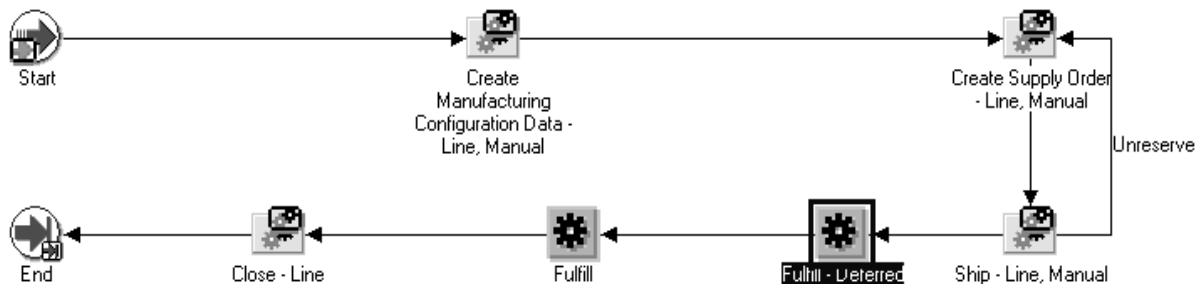 Start
Create
Manufacturing
Configuration Data -
Line, Manual
Create Supply Order
- Line, Manual
Unreserve
End
Close - Line
Fulfill
Fulfill - Deferred
Ship - Line, Manual